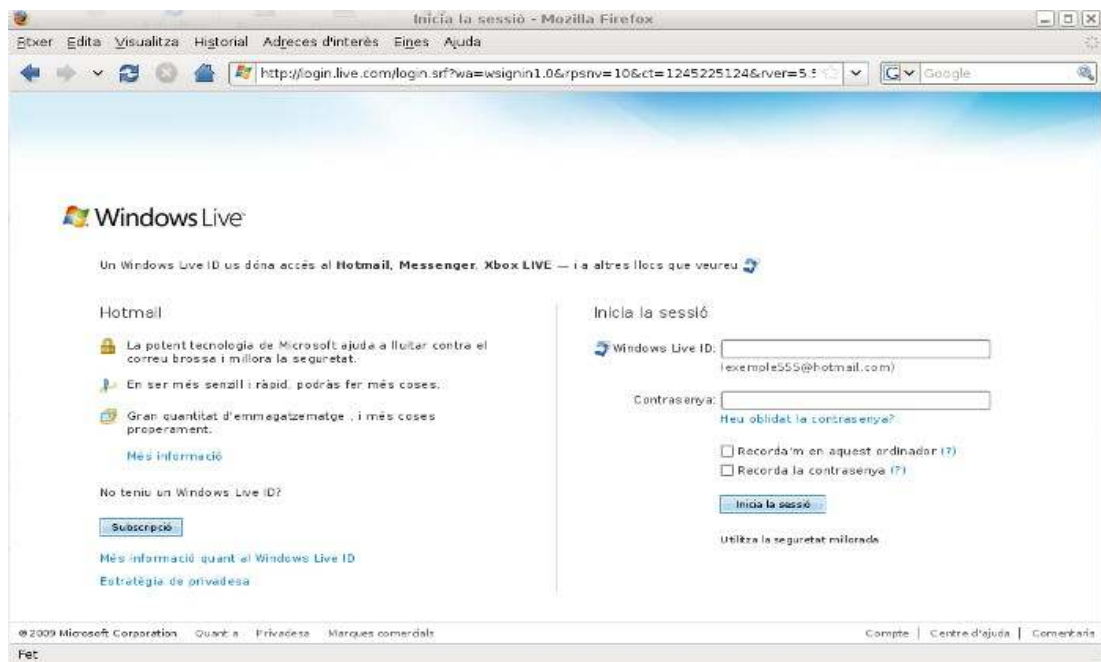 Inicia la sessió - Mozilla Firefox
Fitxer Edita Visualitza Historial Adreces d'interès Eines Ajuda
http://login.live.com/login.srf?wa=wsignin1.0&rpsnv=10&ct=1245225124&rver=5.5
Google
Windows Live
Un Windows Live ID us dóna accés al Hotmail, Messenger, Xbox LIVE — i a altres llocs que veureu
Hotmail
La potent tecnologia de Microsoft ajuda a lluitar contra el
correu brossa i millora la seguretat.
En ser més senzill i ràpid, podràs fer més coses.
Gran quantitat d'emmagatzematge , i més coses
properament.
Més informació
No teniu un Windows Live ID?
Subscripció
Més informació quant al Windows Live ID
Estratègia de privadesa
Inicia la sessió
Windows Live ID:
(exemple555@hotmail.com)
Contrasenya:
Heu oblidat la contrasenya?
Recorda'm en aquest ordinador (?)
Recorda la contrasenya (?)
Inicia la sessió
Utilitza la seguretat millorada
©2009 Microsoft Corporation Quant a Privadesa Marques comercials
Compte | Centre d'ajuda | Comentaris
Fet